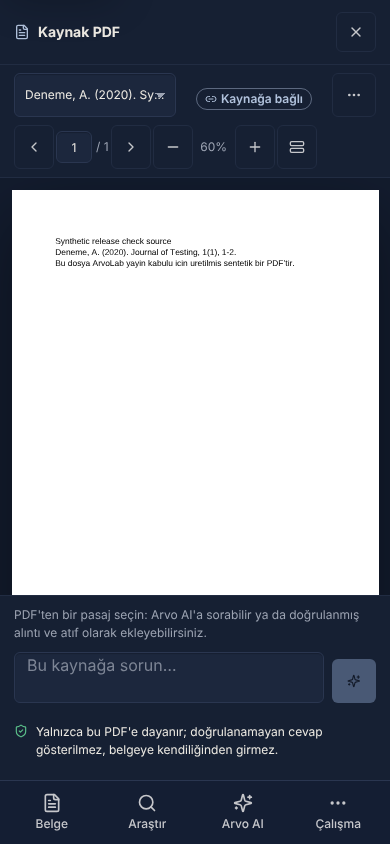 Kaynak PDF
Deneme, A. (2020). Sy...
Kaynağa bağlı
1 / 1
60%
Synthetic release check source
Deneme, A. (2020). Journal of Testing, 1(1), 1-2.
Bu dosya ArvoLab yayin kabulu icin uretilmis sentetik bir PDF'tir.
PDF'ten bir pasaj seçin: Arvo AI'a sorabilir ya da doğrulanmış
alıntı ve atıf olarak ekleyebilirsiniz.
Bu kaynağa sorun...
Yalnızca bu PDF'e dayanır; doğrulanamayan cevap
gösterilmez, belgeye kendiliğinden girmez.
Belge Araştır Arvo AI Çalışma